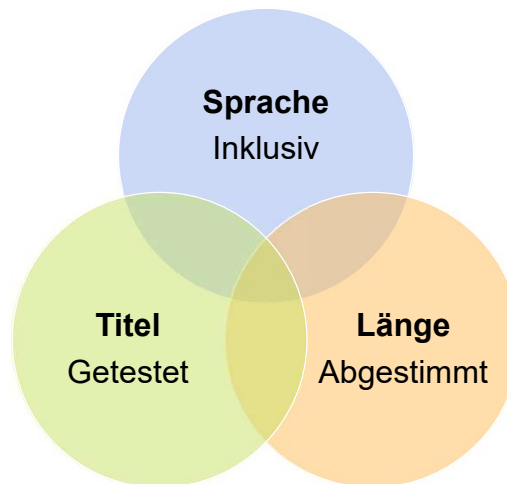 Sprache
Inklusiv
Titel
Getestet
Länge
Abgestimmt